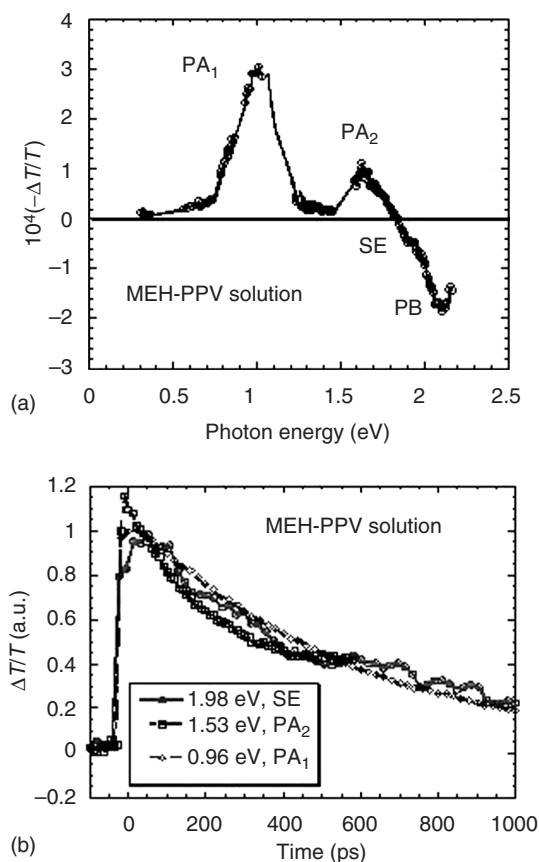 4
3
2
1
0
−1
−2
−3
10⁴(−ΔT/T)
PA₁
PA₂
SE
PB
MEH-PPV solution
0 0.5 1 1.5 2 2.5
Photon energy (eV)
(a)
1.2
1
0.8
0.6
0.4
0.2
0
−0.2
ΔT/T (a.u.)
MEH-PPV solution
1.98 eV, SE
1.53 eV, PA₂
0.96 eV, PA₁
0 200 400 600 800 1000
Time (ps)
(b)